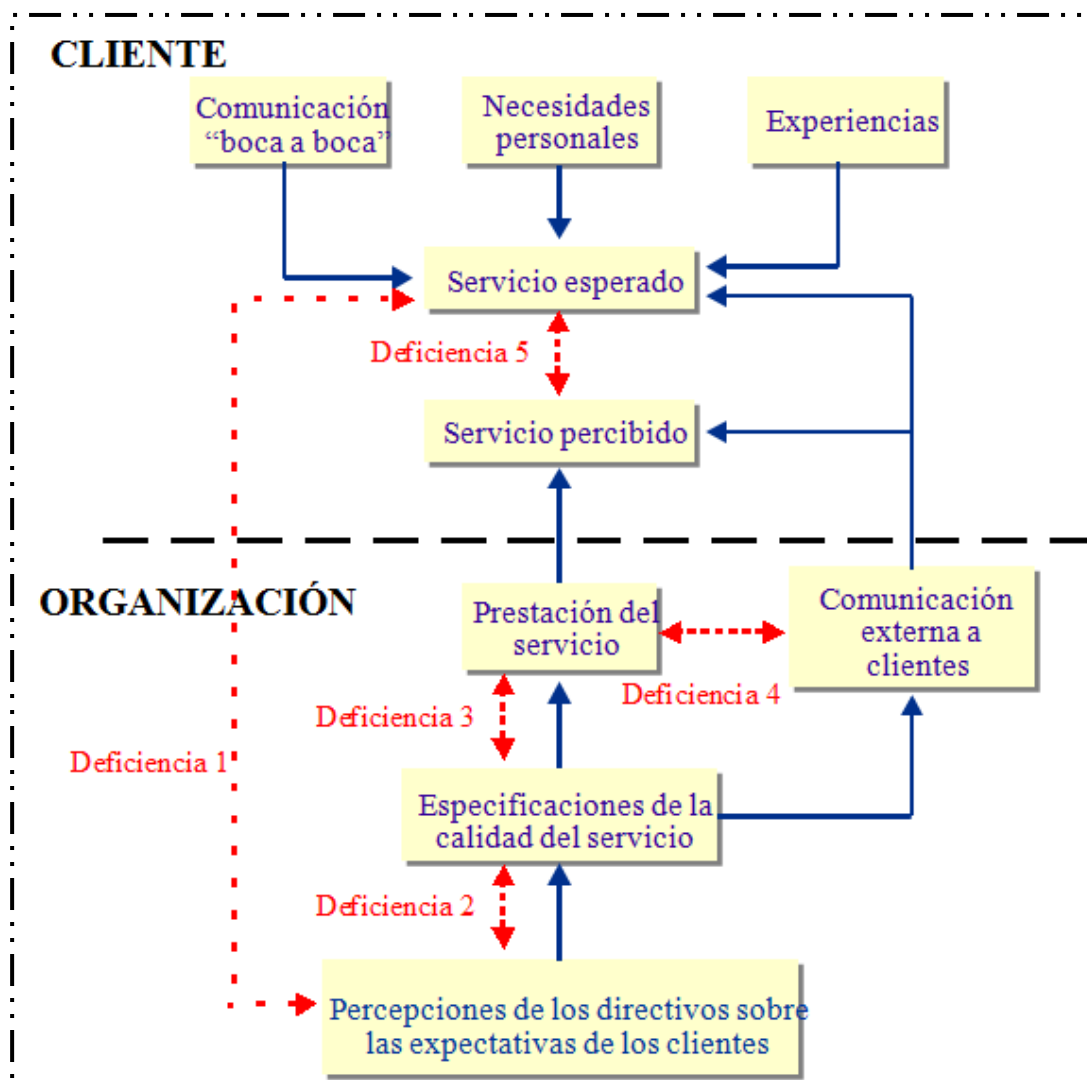 CLIENTE
Comunicación
“boca a boca”
Necesidades
personales
Experiencias
Servicio esperado
Deficiencia 5
Servicio percibido
ORGANIZACIÓN
Prestación del
servicio
Comunicación
externa a
clientes
Deficiencia 4
Deficiencia 3
Deficiencia 1
Especificaciones de la
calidad del servicio
Deficiencia 2
Percepciones de los directivos sobre
las expectativas de los clientes